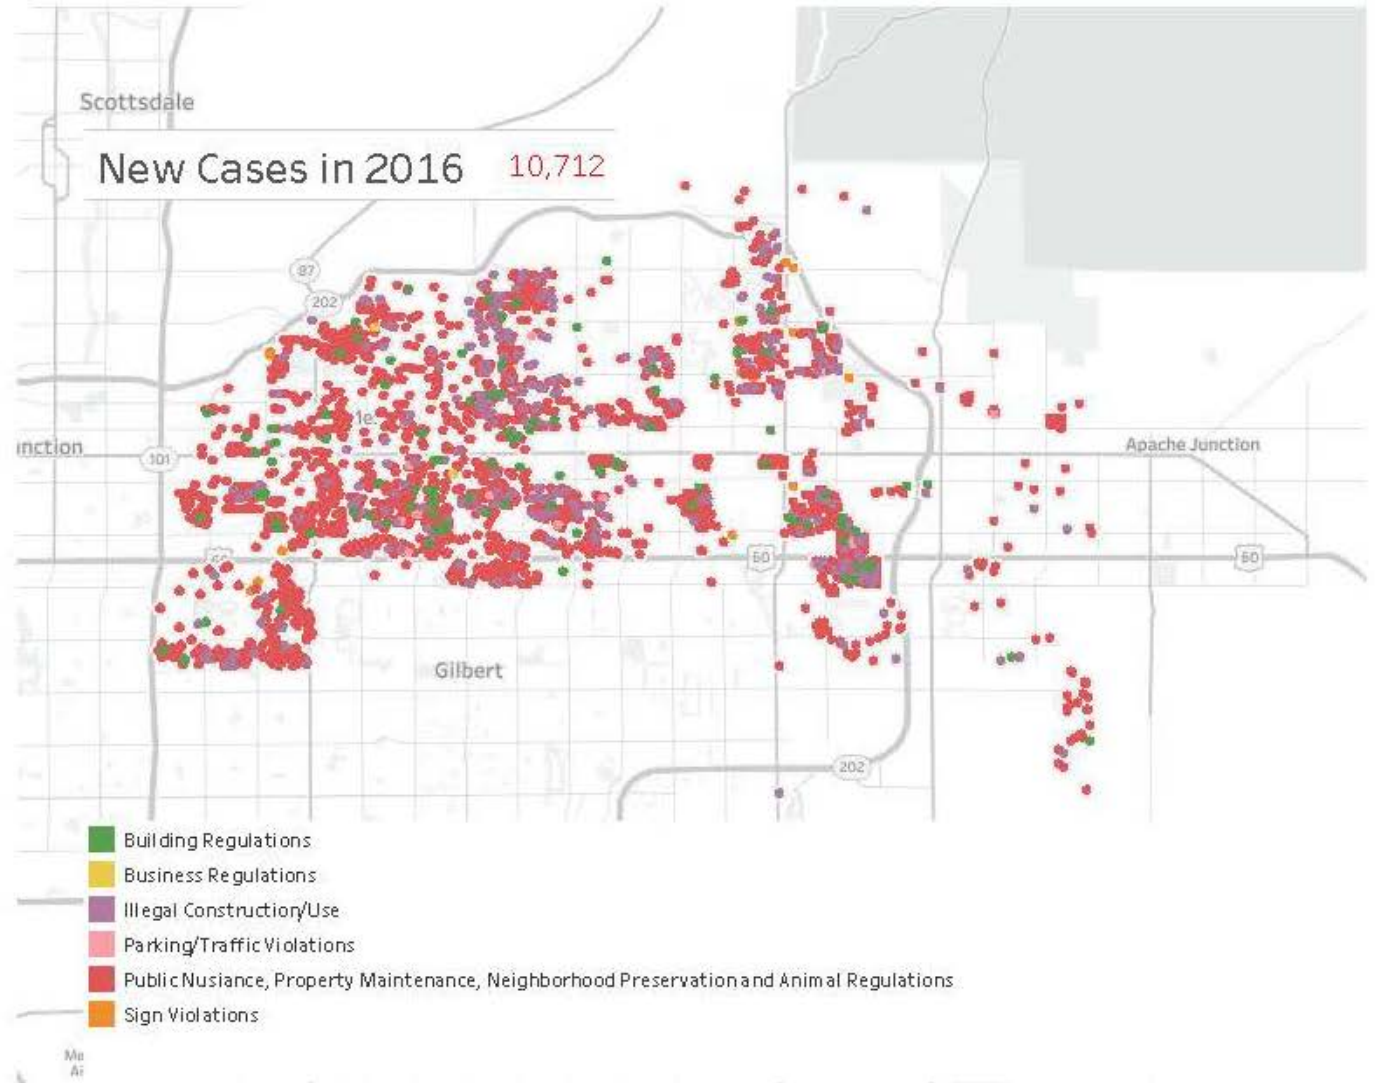 Scottsdale
New Cases in 2016 10,712
87
202
nction
101
Apache Junction
60
60
Gilbert
202
Building Regulations
Business Regulations
Illegal Construction/Use
Parking/Traffic Violations
Public Nusiance, Property Maintenance, Neighborhood Preservation and Animal Regulations
Sign Violations